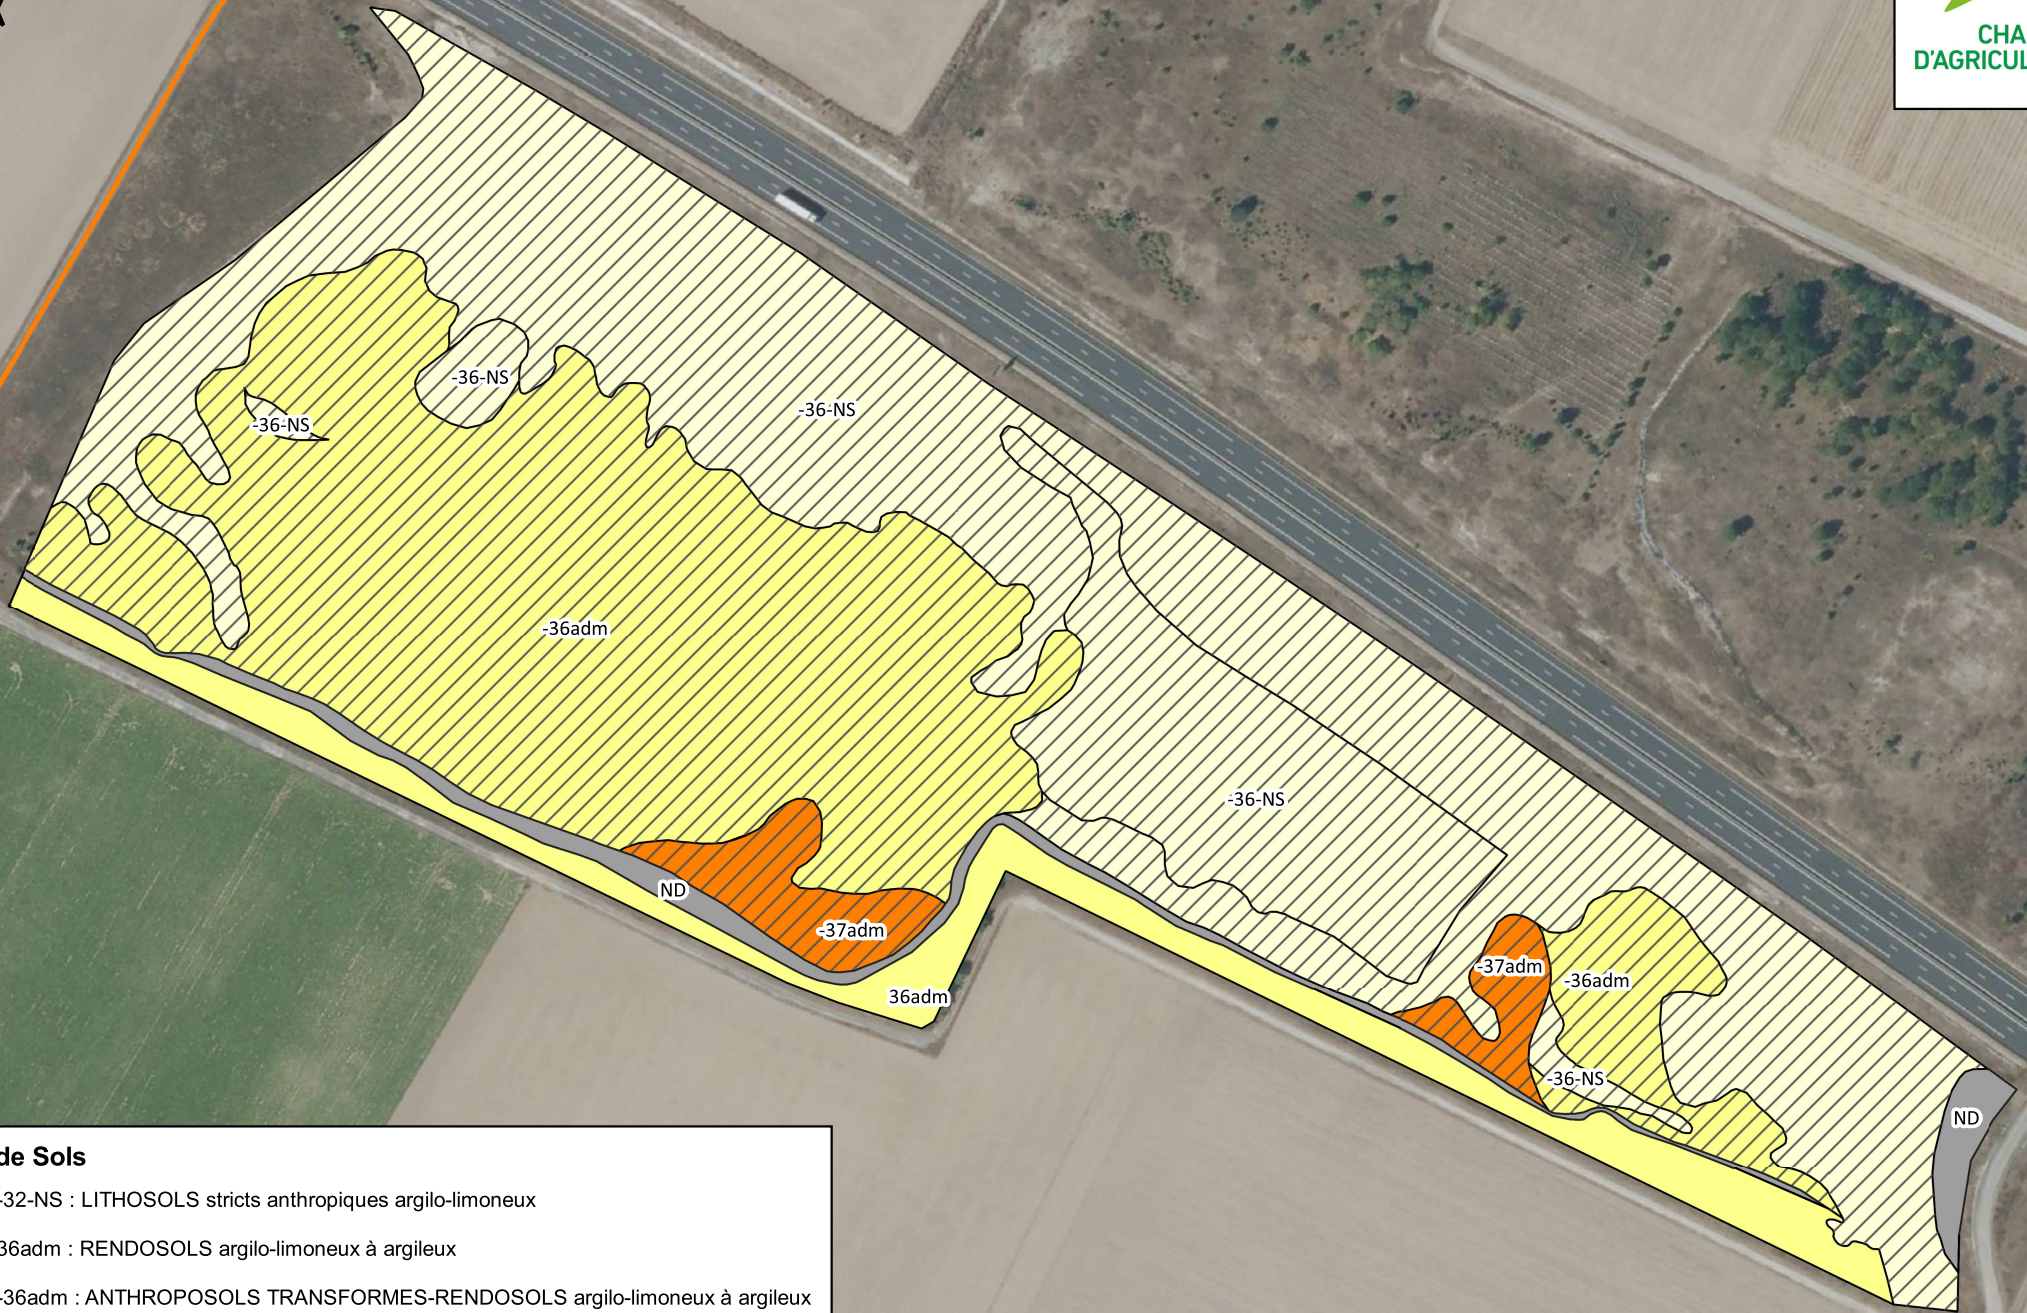 CHA
D'AGRICUL
-36-NS
-36-NS
-36-NS
-36adm
-36-NS
ND
-37adm
36adm
-37adm
-36adm
-36-NS
ND
de Sols
-32-NS : LITHOSOLS stricts anthropiques argilo-limoneux
36adm : RENDOSOLS argilo-limoneux à argileux
-36adm : ANTHROPOSOLS TRANSFORMES-RENDOSOLS argilo-limoneux à argileux